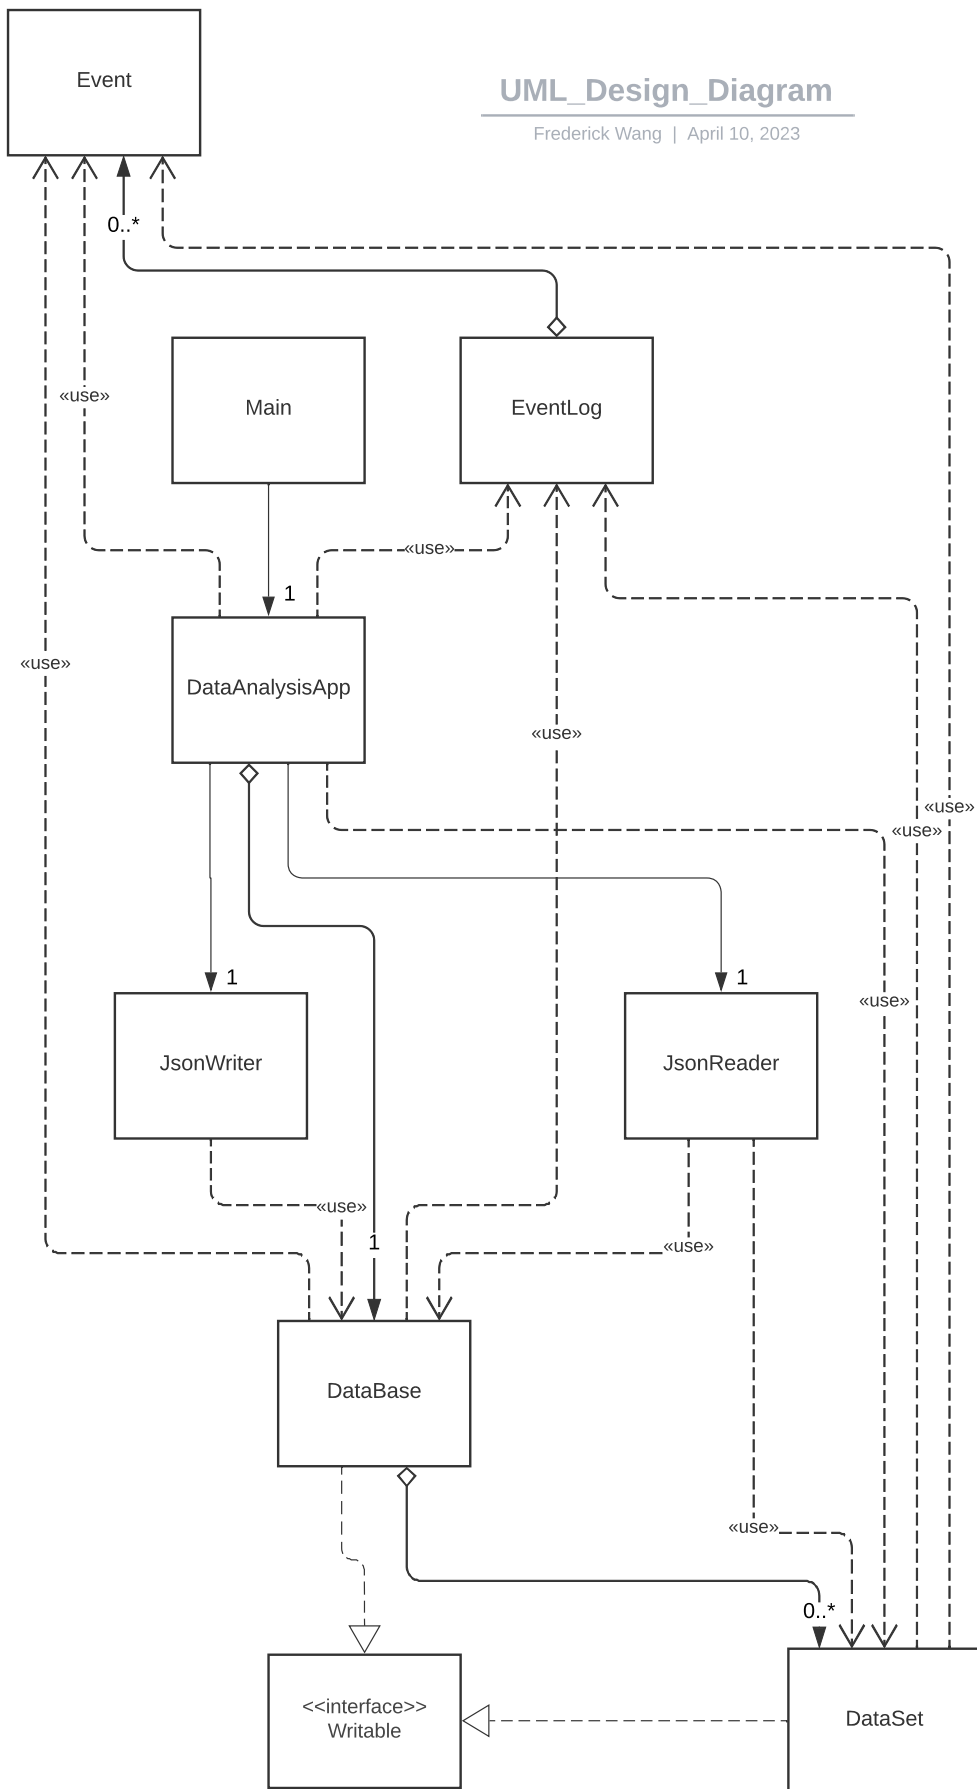 Event
UML_Design_Diagram
Frederick Wang | April 10, 2023
0..*
«use»
Main
EventLog
«use»
1
«use»
DataAnalysisApp
«use»
«use»
«use»
1
1
«use»
JsonWriter
JsonReader
«use»
1
«use»
DataBase
«use»
0..*
<<interface>>
Writable
DataSet